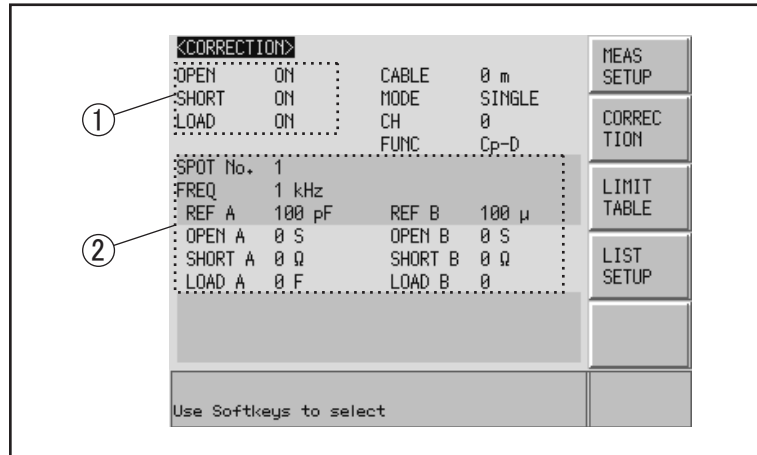 <CORRECTION>
OPEN ON CABLE 0 m
SHORT ON MODE SINGLE
LOAD ON CH 0
FUNC Cp-D
SPOT No. 1
FREQ 1 kHz
REF A 100 pF REF B 100 µ
OPEN A 0 S OPEN B 0 S
SHORT A 0 Ω SHORT B 0 Ω
LOAD A 0 F LOAD B 0
Use Softkeys to select
MEAS
SETUP
CORREC
TION
LIMIT
TABLE
LIST
SETUP
①
②